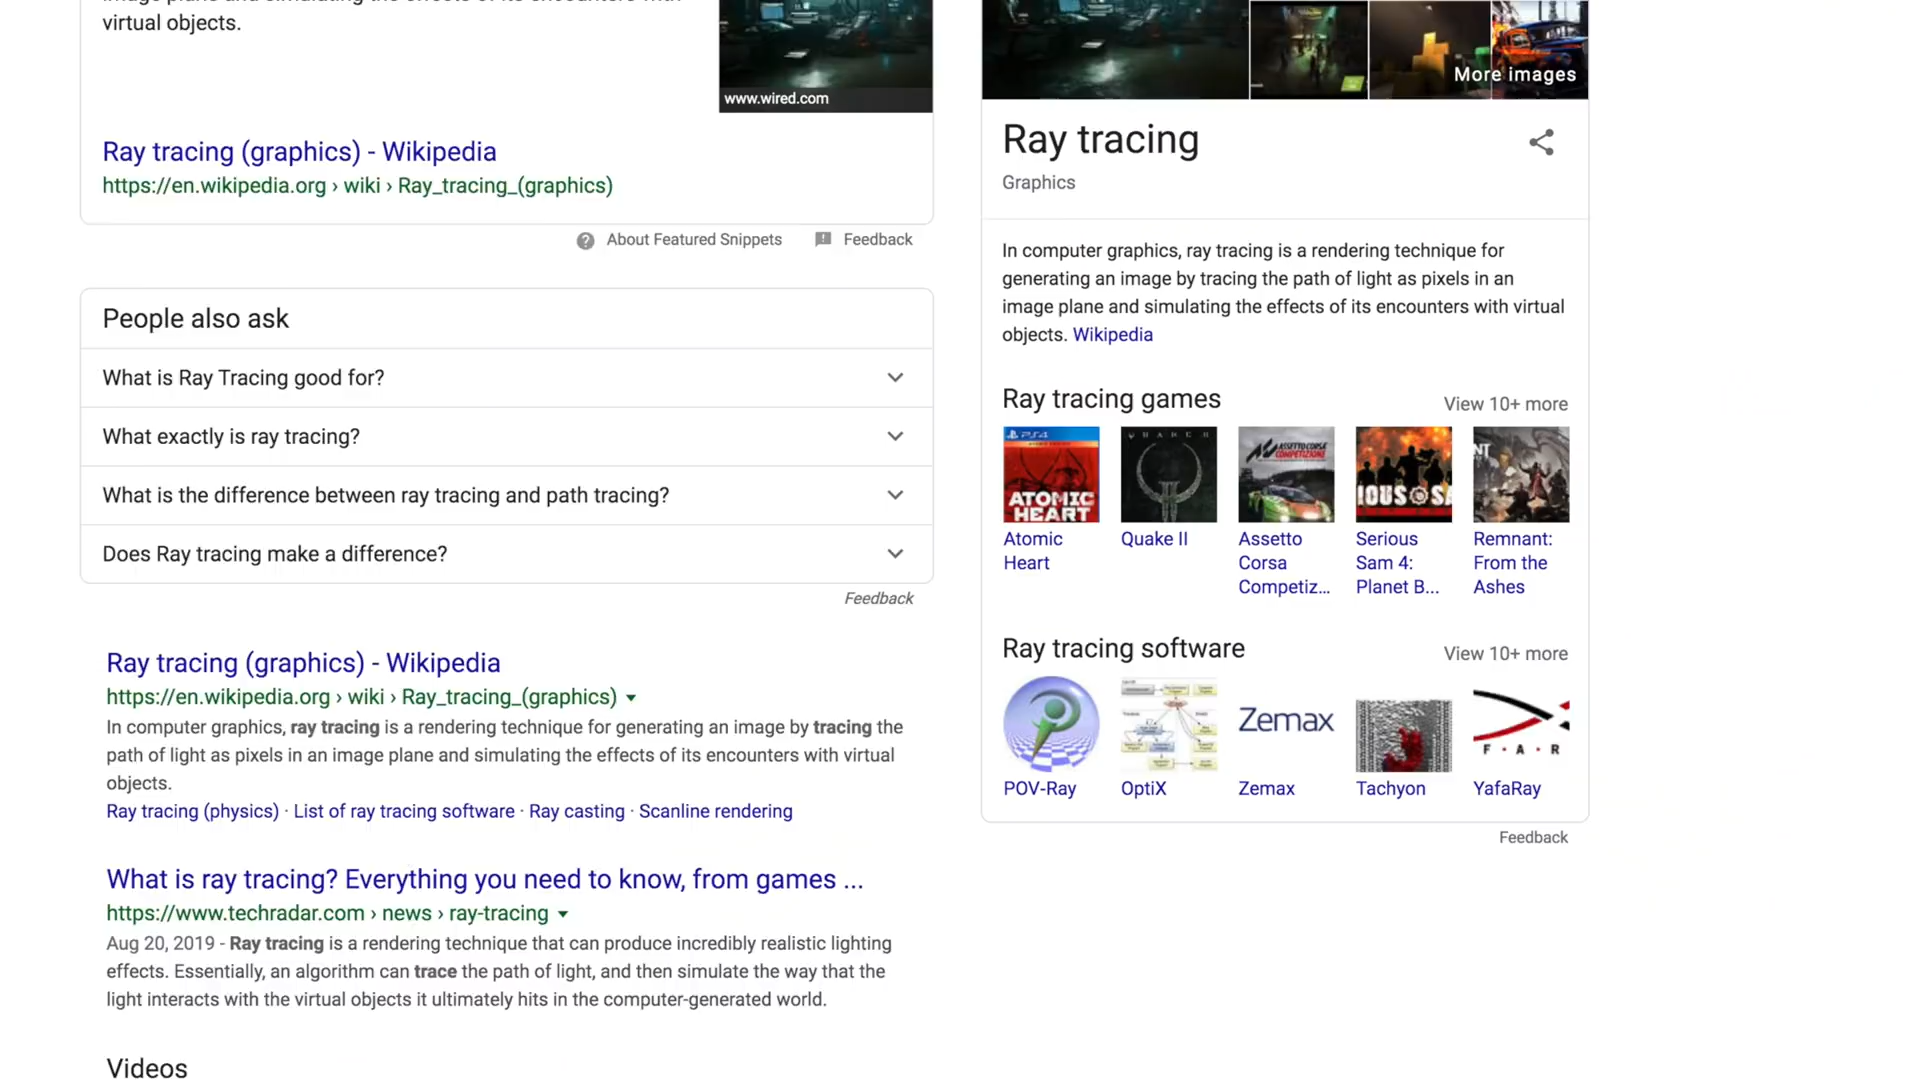 virtual objects.
www.wired.com
Ray tracing (graphics) - Wikipedia
https://en.wikipedia.org › wiki › Ray_tracing_(graphics)
About Featured Snippets
Feedback
People also ask
What is Ray Tracing good for?
What exactly is ray tracing?
What is the difference between ray tracing and path tracing?
Does Ray tracing make a difference?
Feedback
Ray tracing (graphics) - Wikipedia
https://en.wikipedia.org › wiki › Ray_tracing_(graphics)
In computer graphics, ray tracing is a rendering technique for generating an image by tracing the
path of light as pixels in an image plane and simulating the effects of its encounters with virtual
objects.
Ray tracing (physics) · List of ray tracing software · Ray casting · Scanline rendering
What is ray tracing? Everything you need to know, from games ...
https://www.techradar.com › news › ray-tracing
Aug 20, 2019 - Ray tracing is a rendering technique that can produce incredibly realistic lighting
effects. Essentially, an algorithm can trace the path of light, and then simulate the way that the
light interacts with the virtual objects it ultimately hits in the computer-generated world.
Videos
More images
Ray tracing
Graphics
In computer graphics, ray tracing is a rendering technique for
generating an image by tracing the path of light as pixels in an
image plane and simulating the effects of its encounters with virtual
objects. Wikipedia
Ray tracing games
View 10+ more
PS4
ATOMIC
HEART
QUAKE II
ASSETTO CORSA
COMPETIZIONE
IOUS SA
NT
Atomic
Heart
Quake II
Assetto
Corsa
Competiz...
Serious
Sam 4:
Planet B...
Remnant:
From the
Ashes
Ray tracing software
View 10+ more
Zemax
F·A·R
POV-Ray
OptiX
Zemax
Tachyon
YafaRay
Feedback